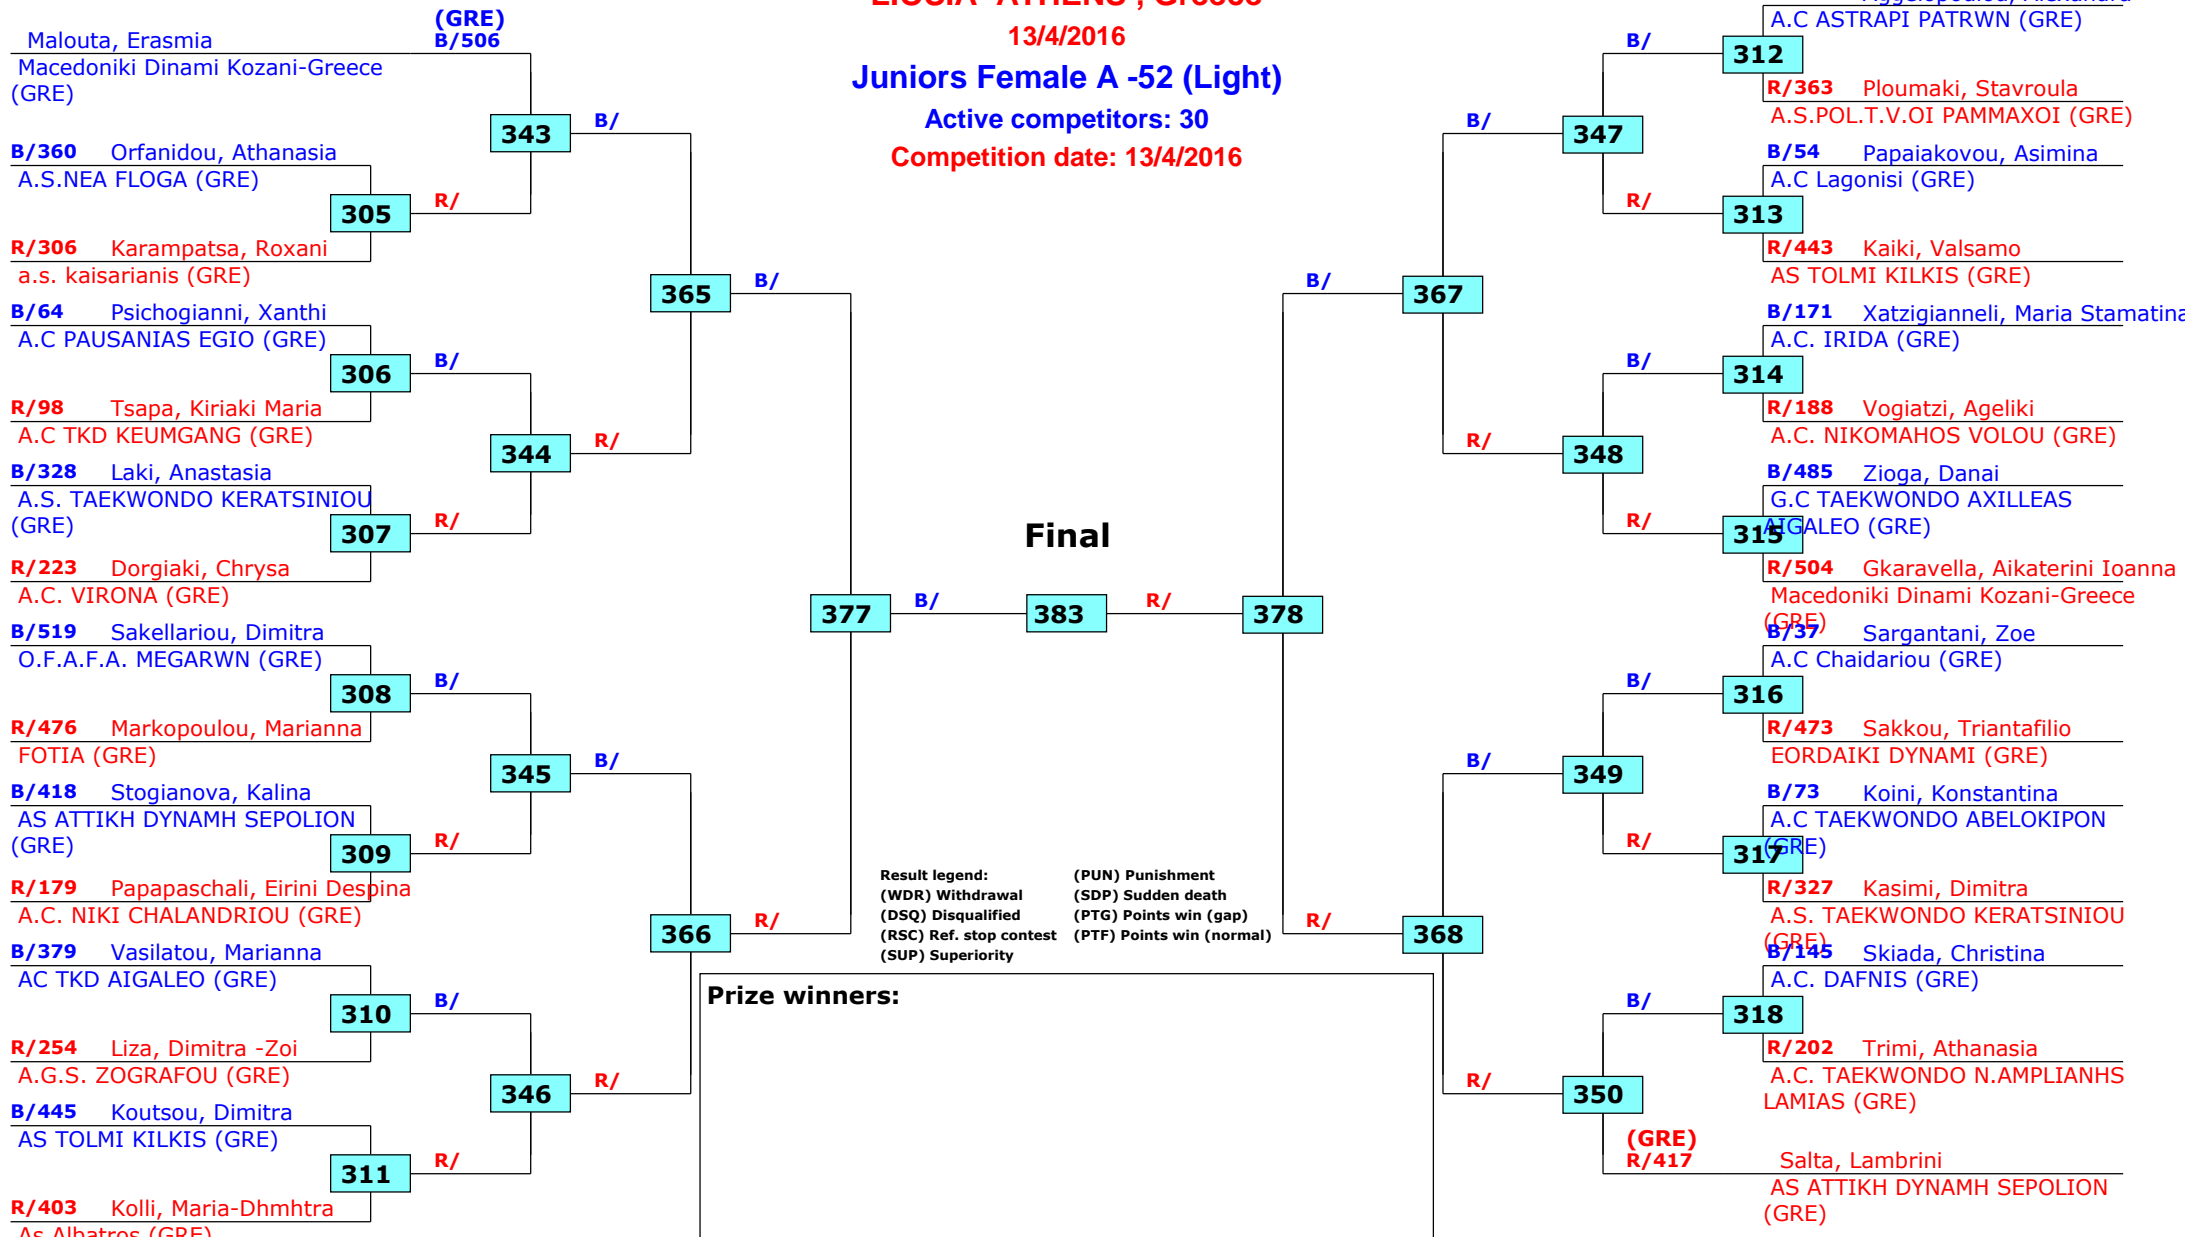 13/4/2016
Juniors Female A -52 (Light)
Active competitors: 30
Competition date: 13/4/2016
(GRE)
B/506
Malouta, Erasmia
Macedoniki Dinami Kozani-Greece
(GRE)
343
B/
B/360 Orfanidou, Athanasia
A.S.NEA FLOGA (GRE)
305
R/
R/306 Karampatsa, Roxani
a.s. kaisarianis (GRE)
365
B/
B/64 Psichogianni, Xanthi
A.C PAUSANIAS EGIO (GRE)
306
B/
R/98 Tsapa, Kiriaki Maria
A.C TKD KEUMGANG (GRE)
344
R/
B/328 Laki, Anastasia
A.S. TAEKWONDO KERATSINIOU
(GRE)
307
R/
R/223 Dorgiaki, Chrysa
A.C. VIRONA (GRE)
377
B/
B/519 Sakellariou, Dimitra
O.F.A.F.A. MEGARWN (GRE)
308
B/
R/476 Markopoulou, Marianna
FOTIA (GRE)
345
B/
B/418 Stogianova, Kalina
AS ATTIKH DYNAMH SEPOLION
(GRE)
309
R/
R/179 Papapaschali, Eirini Despina
A.C. NIKI CHALANDRIOU (GRE)
366
R/
B/379 Vasilatou, Marianna
AC TKD AIGALEO (GRE)
310
B/
R/254 Liza, Dimitra -Zoi
A.G.S. ZOGRAFOU (GRE)
346
R/
B/445 Koutsou, Dimitra
AS TOLMI KILKIS (GRE)
311
R/
R/403 Kolli, Maria-Dhmhtra
As Albatros (GRE)
Final
383
R/
378
Result legend:
(WDR) Withdrawal
(DSQ) Disqualified
(RSC) Ref. stop contest
(SUP) Superiority
(PUN) Punishment
(SDP) Sudden death
(PTG) Points win (gap)
(PTF) Points win (normal)
Prize winners:
A.C ASTRAPI PATRWN (GRE)
B/
312
R/363 Ploumaki, Stavroula
A.S.POL.T.V.OI PAMMAXOI (GRE)
B/
347
B/54 Papaiakovou, Asimina
A.C Lagonisi (GRE)
R/
313
R/443 Kaiki, Valsamo
AS TOLMI KILKIS (GRE)
B/
367
B/171 Xatzigianneli, Maria Stamatina
A.C. IRIDA (GRE)
B/
314
R/188 Vogiatzi, Ageliki
A.C. NIKOMAHOS VOLOU (GRE)
R/
348
B/485 Zioga, Danai
G.C TAEKWONDO AXILLEAS
AIGALEO (GRE)
R/
315
R/504 Gkaravella, Aikaterini Ioanna
Macedoniki Dinami Kozani-Greece
(GRE)
B/37 Sargantani, Zoe
A.C Chaidariou (GRE)
B/
316
R/473 Sakkou, Triantafilio
EORDAIKI DYNAMI (GRE)
B/
349
B/73 Koini, Konstantina
A.C TAEKWONDO ABELOKIPON
(GRE)
R/
317
R/327 Kasimi, Dimitra
A.S. TAEKWONDO KERATSINIOU
(GRE)
R/
368
B/145 Skiada, Christina
A.C. DAFNIS (GRE)
B/
318
R/202 Trimi, Athanasia
A.C. TAEKWONDO N.AMPLIANHS
LAMIAS (GRE)
R/
350
(GRE)
R/417
Salta, Lambrini
AS ATTIKH DYNAMH SEPOLION
(GRE)